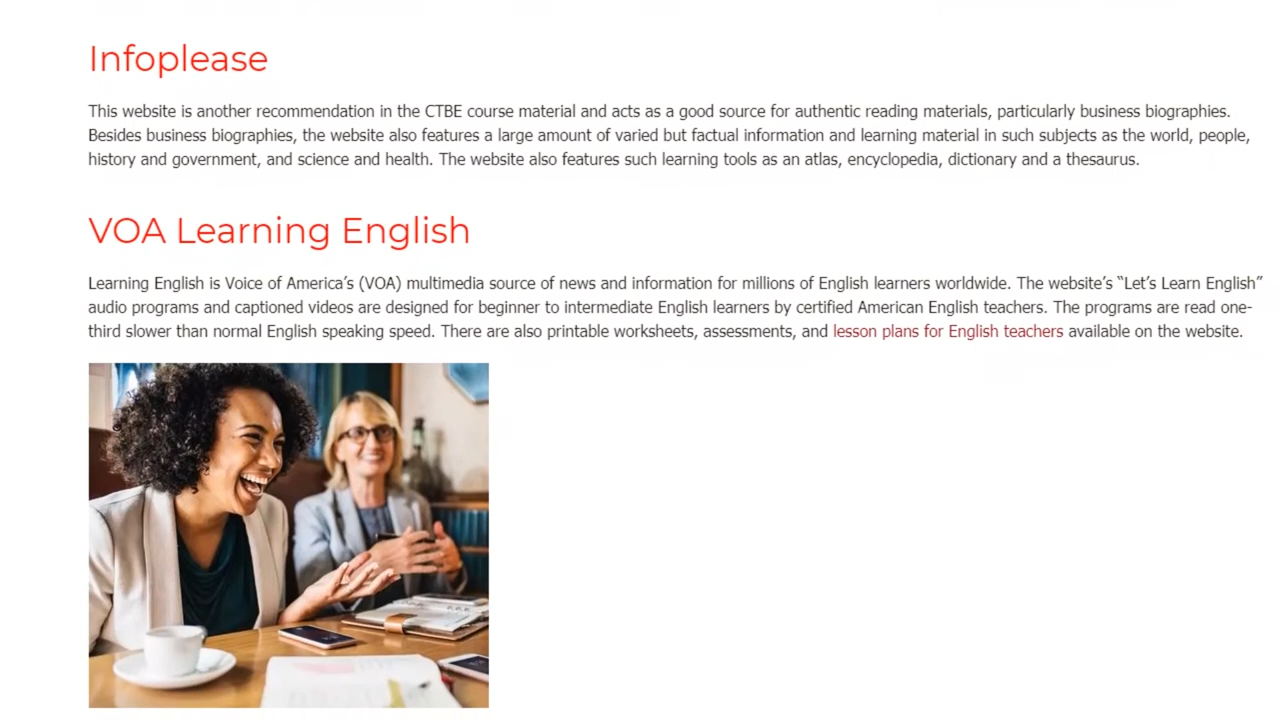 Infoplease
This website is another recommendation in the CTBE course material and acts as a good source for authentic reading materials, particularly business biographies.
Besides business biographies, the website also features a large amount of varied but factual information and learning material in such subjects as the world, people,
history and government, and science and health. The website also features such learning tools as an atlas, encyclopedia, dictionary and a thesaurus.
VOA Learning English
Learning English is Voice of America’s (VOA) multimedia source of news and information for millions of English learners worldwide. The website’s “Let’s Learn English”
audio programs and captioned videos are designed for beginner to intermediate English learners by certified American English teachers. The programs are read one-
third slower than normal English speaking speed. There are also printable worksheets, assessments, and lesson plans for English teachers available on the website.